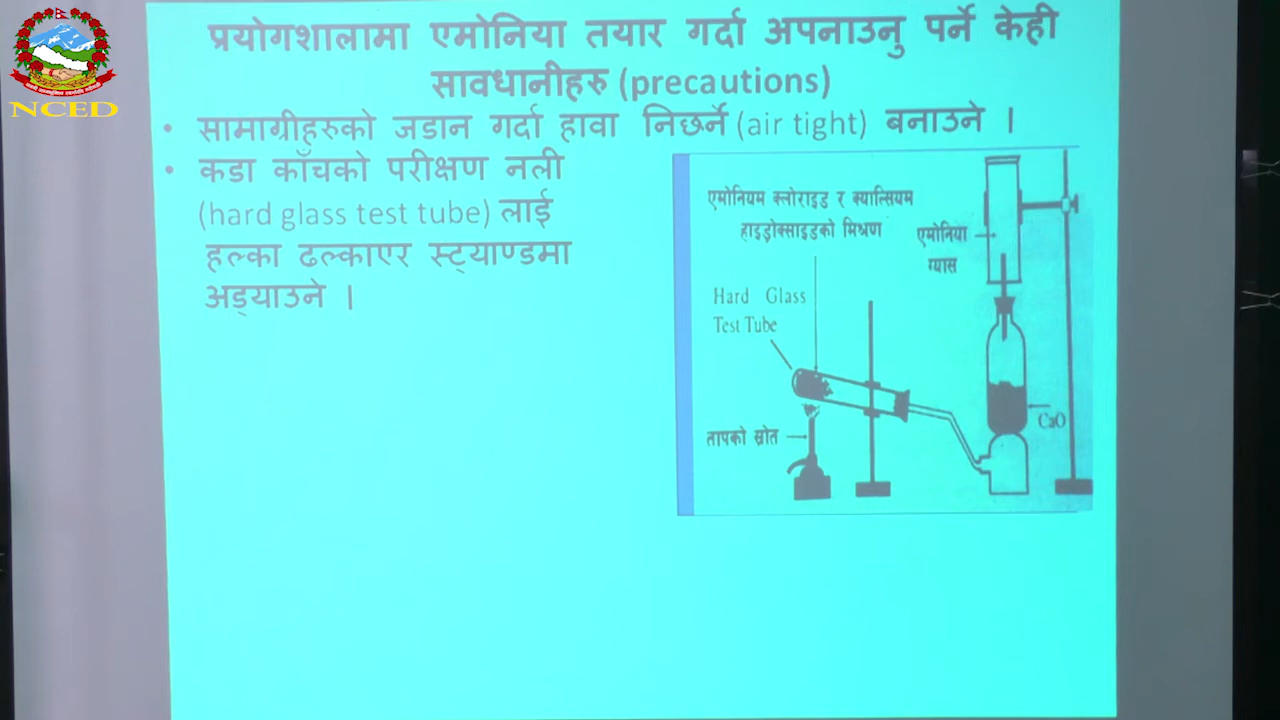 NCED
प्रयोगशालामा एमोनिया तयार गर्दा अपनाउनु पर्ने केही
सावधानीहरु (precautions)
• सामाग्रीहरुको जडान गर्दा हावा निछर्ने (air tight) बनाउने ।
• कडा काँचको परीक्षण नली
(hard glass test tube) लाई
हल्का ढल्काएर स्ट्याण्डमा
अड्याउने ।
एमोनियम क्लोराइड र क्याल्सियम
हाइड्रोक्साइडको मिश्रण
एमोनिया
ग्यास
Hard Glass
Test Tube
तापको स्रोत
CaO